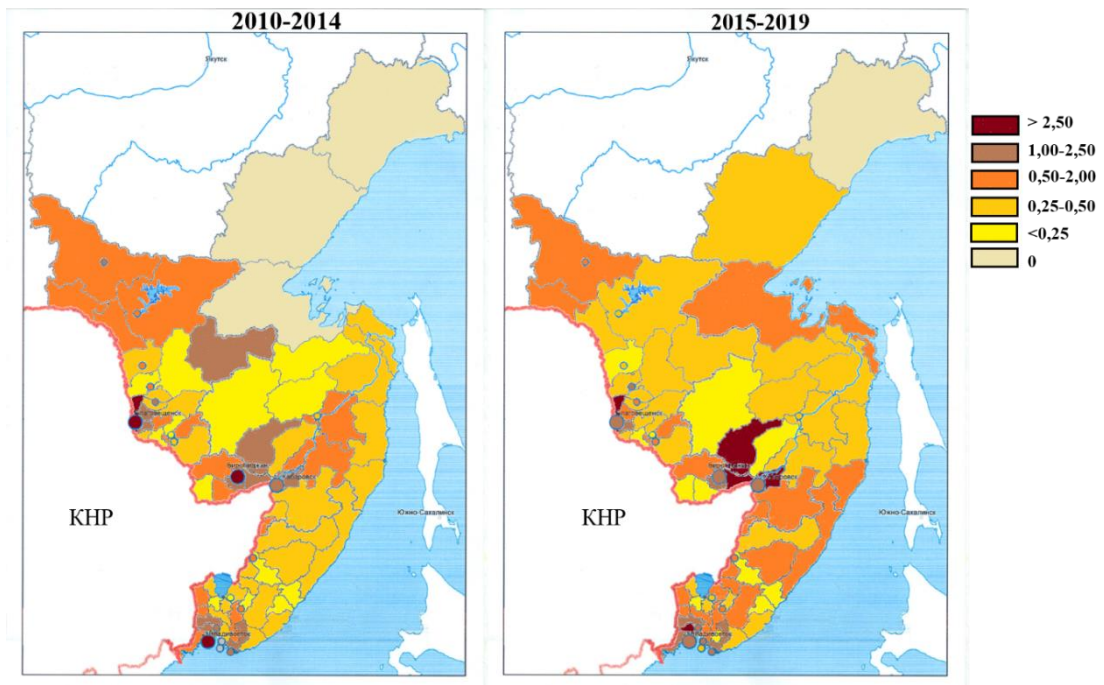 2010-2014
2015-2019
Якутск
Якутск
> 2,50
1,00-2,50
0,50-2,00
0,25-0,50
<0,25
0
КНР
Южно-Сахалинск
КНР
Южно-Сахалинск